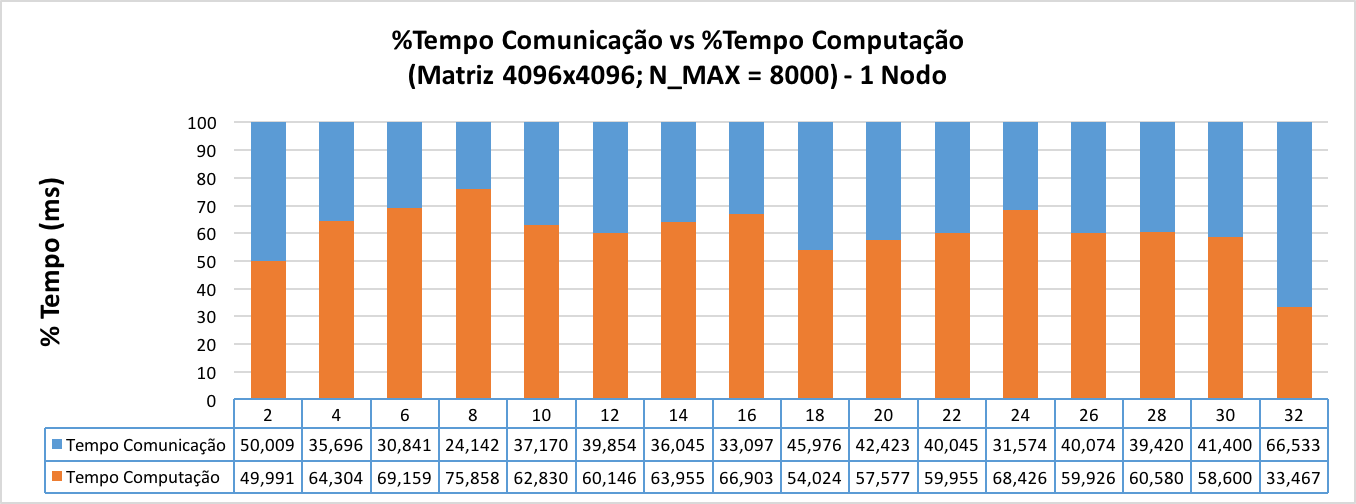 %Tempo Comunicação vs %Tempo Computação
(Matriz 4096x4096; N_MAX = 8000) - 1 Nodo
% Tempo (ms)
100
90
80
70
60
50
40
30
20
10
0
2 4 6 8 10 12 14 16 18 20 22 24 26 28 30 32
Tempo Comunicação 50,009 35,696 30,841 24,142 37,170 39,854 36,045 33,097 45,976 42,423 40,045 31,574 40,074 39,420 41,400 66,533
Tempo Computação 49,991 64,304 69,159 75,858 62,830 60,146 63,955 66,903 54,024 57,577 59,955 68,426 59,926 60,580 58,600 33,467